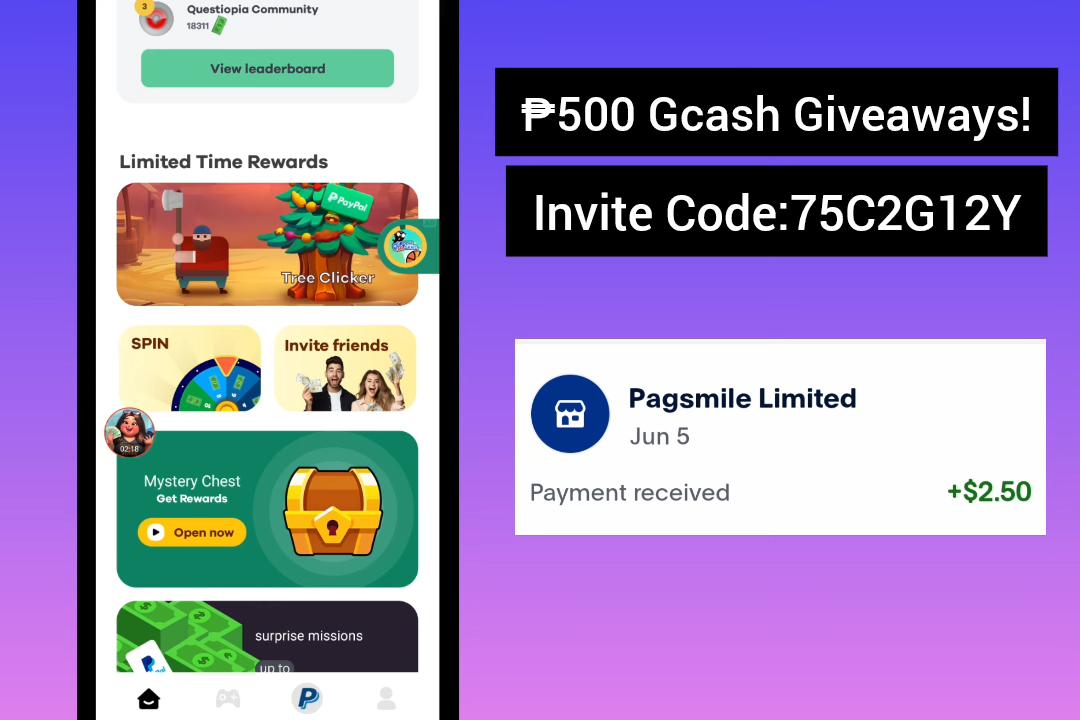 3
Questiopia Community
18311
View leaderboard
Limited Time Rewards
PayPal
Tree Clicker
SPIN
Invite friends
02:18
Mystery Chest
Get Rewards
Open now
surprise missions
up to
₱500 Gcash Giveaways!
Invite Code:75C2G12Y
Pagsmile Limited
Jun 5
Payment received
+$2.50